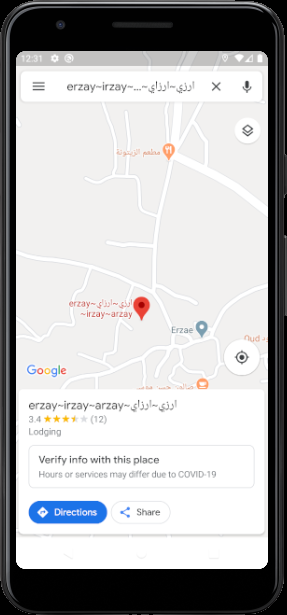 12:31
erzay~irzay~...ارزي~ارزاي~
مطعم الزيتونة
erzay~ارزي~ارزاي
~irzay~arzay
Erzae
Oud
Google
erzay~irzay~arzay~ارزي~ارزاي
3.4 (12)
Lodging
Verify info with this place
Hours or services may differ due to COVID-19
Directions
Share